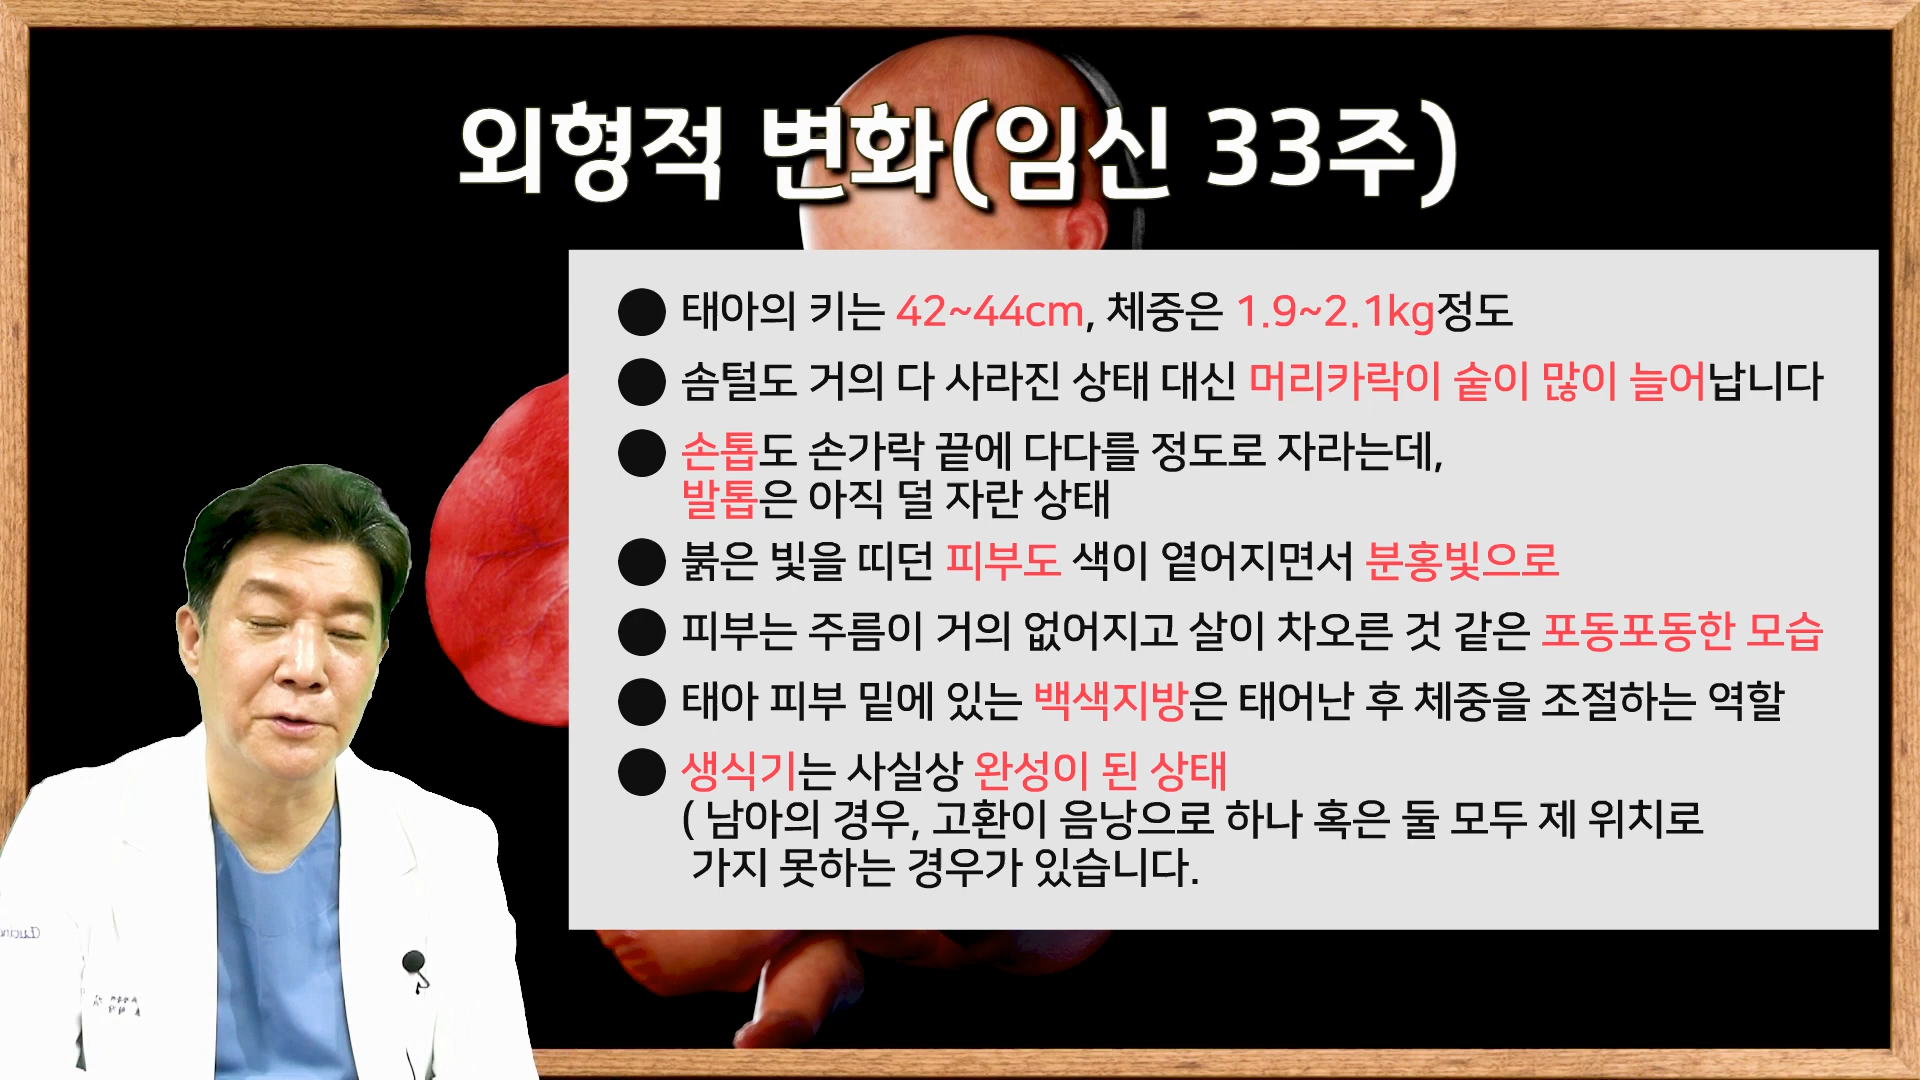 외형적 변화(임신 33주)
● 태아의 키는 42~44cm, 체중은 1.9~2.1kg정도
● 솜털도 거의 다 사라진 상태 대신 머리카락이 숱이 많이 늘어납니다
● 손톱도 손가락 끝에 다다를 정도로 자라는데,
발톱은 아직 덜 자란 상태
● 붉은 빛을 띠던 피부도 색이 옅어지면서 분홍빛으로
● 피부는 주름이 거의 없어지고 살이 차오른 것 같은 포동포동한 모습
● 태아 피부 밑에 있는 백색지방은 태어난 후 체중을 조절하는 역할
● 생식기는 사실상 완성이 된 상태
( 남아의 경우, 고환이 음낭으로 하나 혹은 둘 모두 제 위치로
가지 못하는 경우가 있습니다.